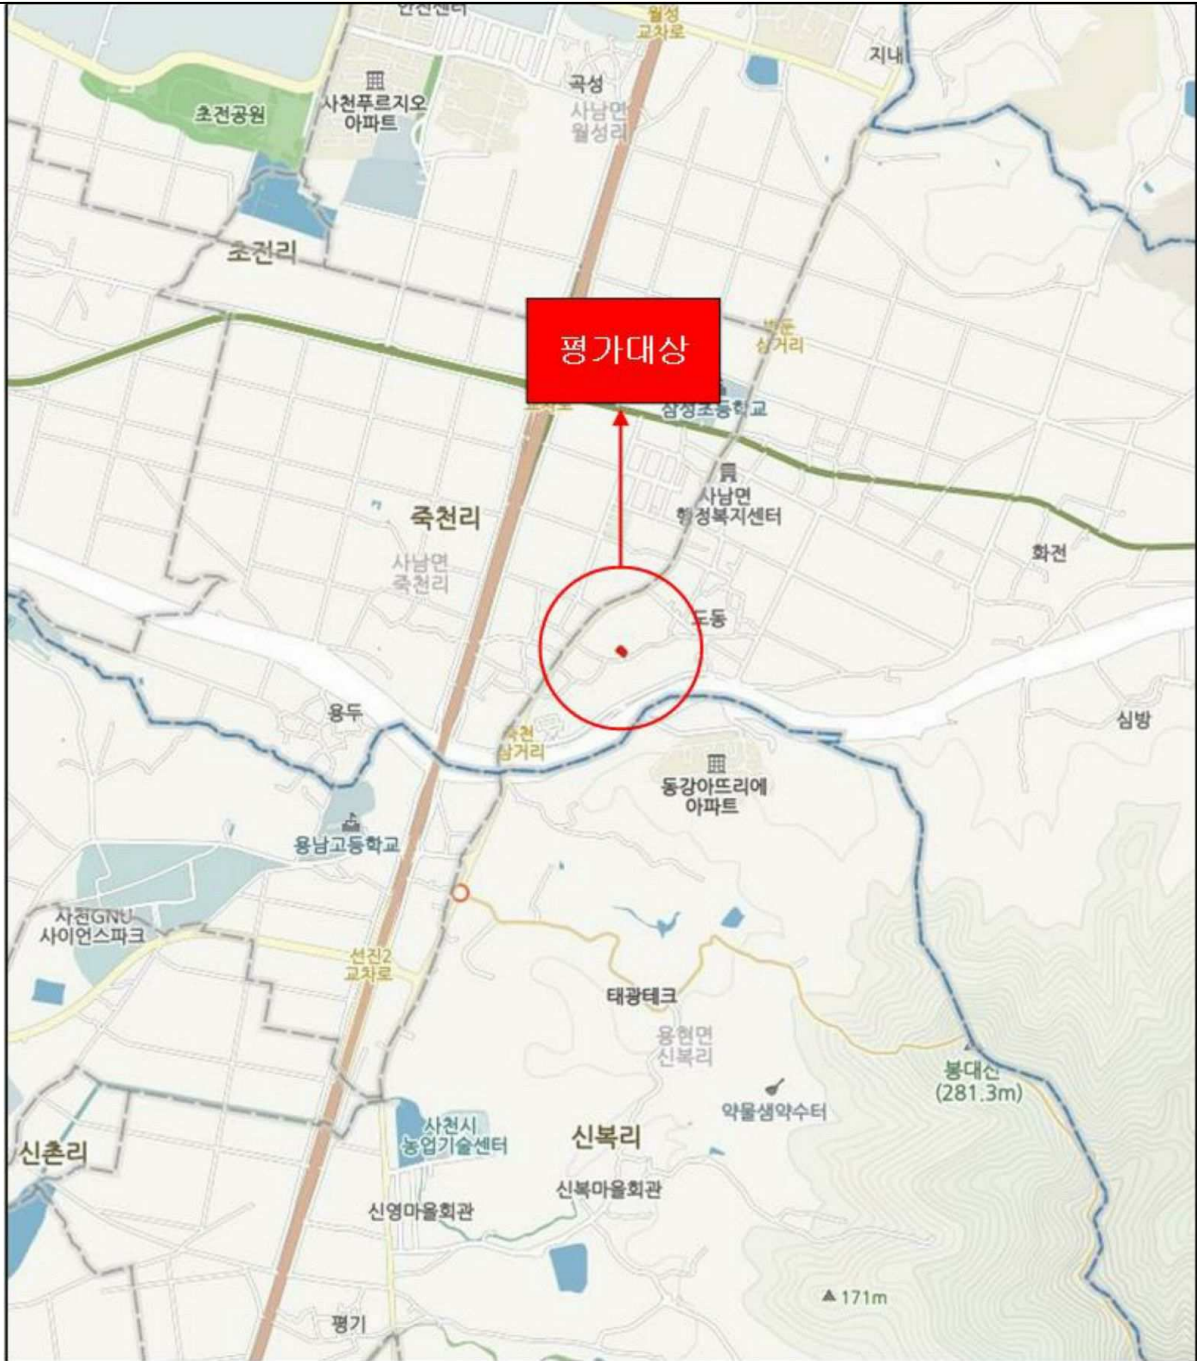 안전센터
월성
교차로
지내
곡성
사남면
월성리
사천푸르지오
아파트
초전공원
초전리
평가대상
삼거리
교차로
삼성초등학교
사남면
행정복지센터
죽천리
사남면
죽천리
화전
도동
용두
죽천
삼거리
심방
동강아뜨리에
아파트
용남고등학교
사천GNU
사이언스파크
선진2
교차로
태광테크
용현면
신복리
봉대산
(281.3m)
약물샘약수터
사천시
농업기술센터
신복리
신촌리
신복마을회관
신영마을회관
171m
평기